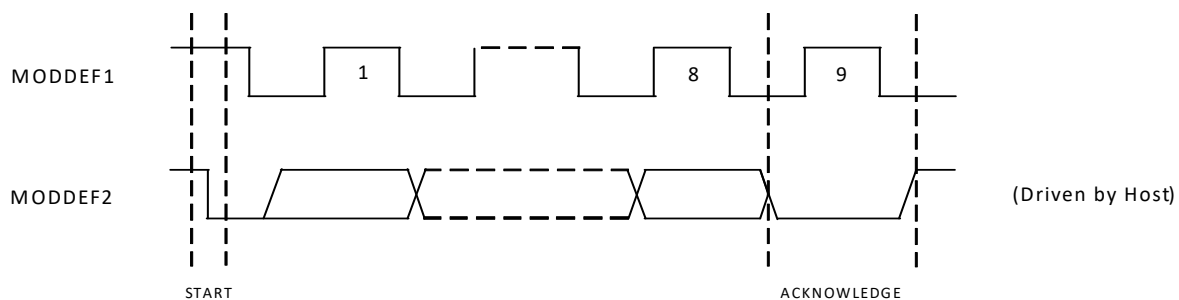 MODDEF1
1
8
9
MODDEF2
(Driven by Host)
START
ACKNOWLEDGE